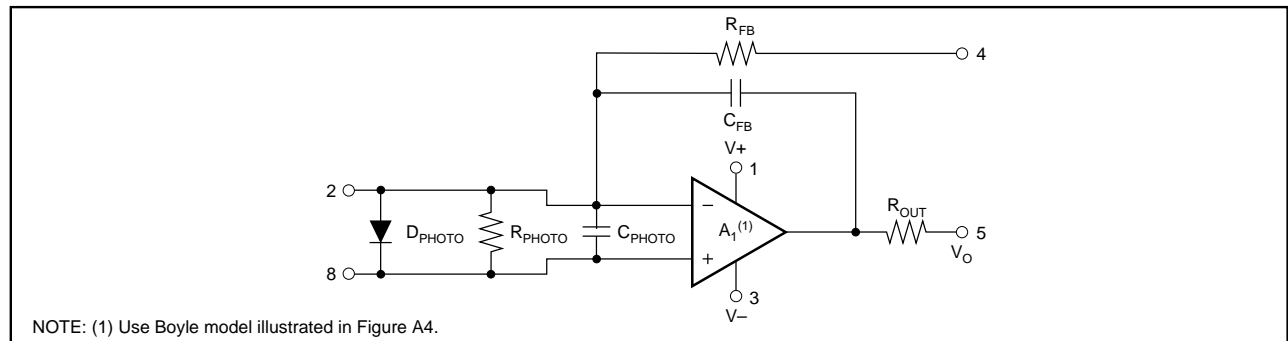 R_FB
4
C_FB
V+
1
2
D_PHOTO
R_PHOTO
C_PHOTO
–
A_1^(1)
+
R_OUT
5
V_O
8
3
V–
NOTE: (1) Use Boyle model illustrated in Figure A4.